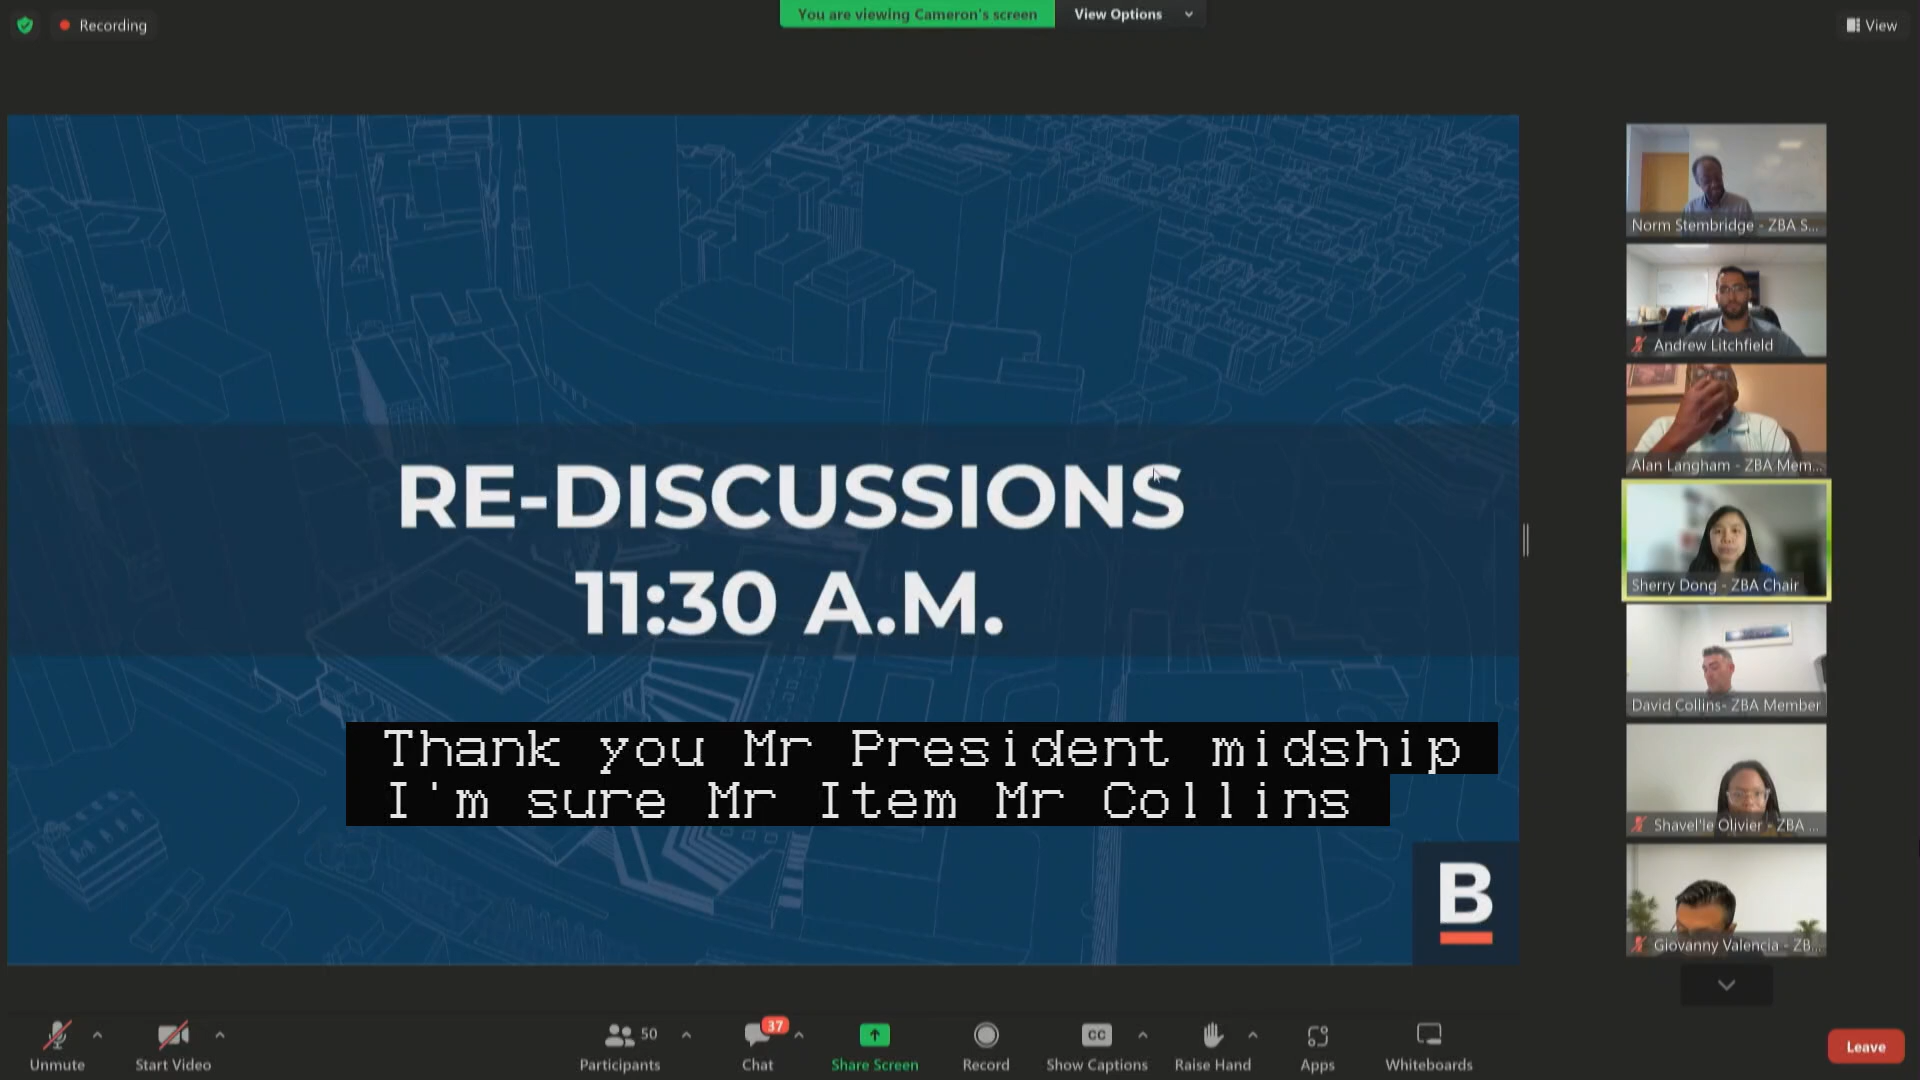 Recording
You are viewing Cameron's screen
View Options
View
RE-DISCUSSIONS
11:30 A.M.
Thank you Mr President midship
I'm sure Mr Item Mr Collins
B
Norm Stembridge - ZBA S...
Andrew Litchfield
Alan Langham - ZBA Mem...
Sherry Dong - ZBA Chair
David Collins- ZBA Member
Shavel'le Olivier - ZBA ...
Giovanny Valencia - ZB...
Unmute
Start Video
50
Participants
37
Chat
Share Screen
Record
CC
Show Captions
Raise Hand
Apps
Whiteboards
Leave